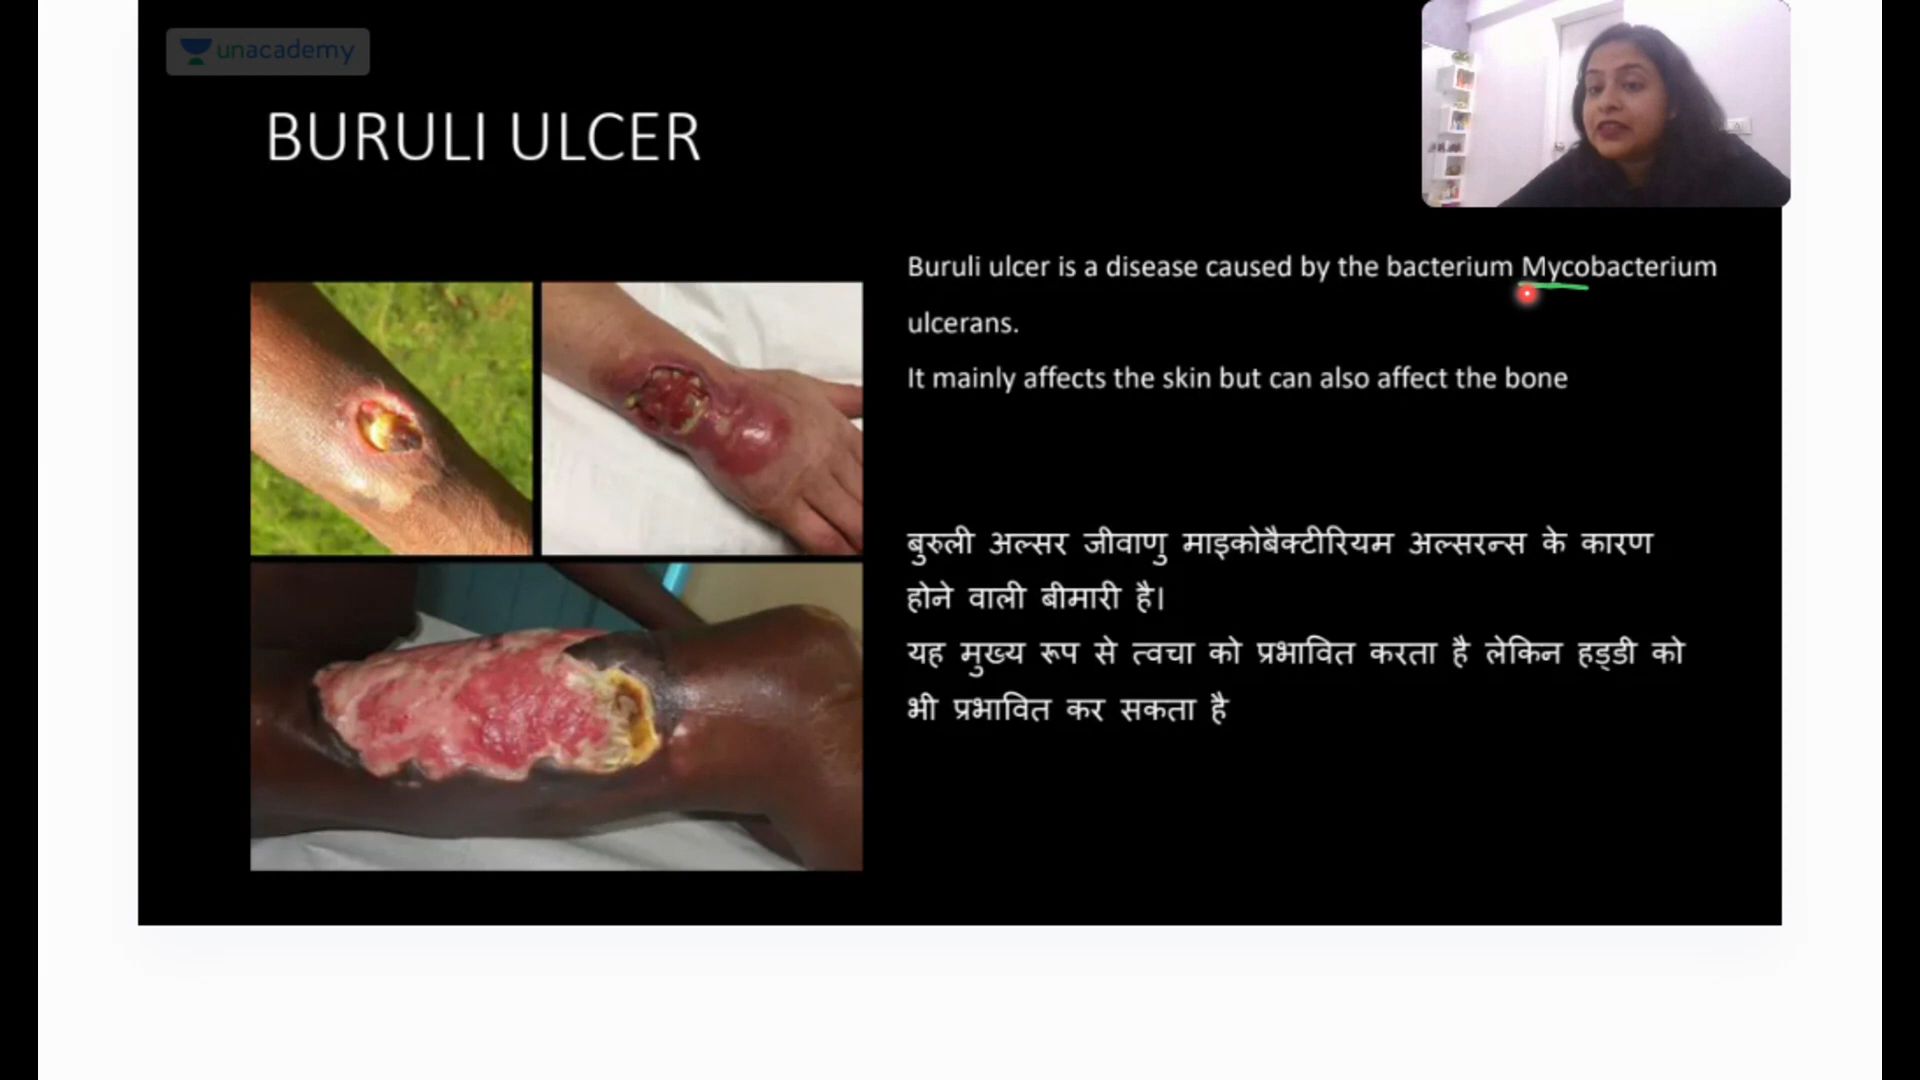 unacademy
BURULI ULCER
Buruli ulcer is a disease caused by the bacterium Mycobacterium
ulcerans.
It mainly affects the skin but can also affect the bone
बुरुली अल्सर जीवाणु माइकोबैक्टीरियम अल्सरन्स के कारण
होने वाली बीमारी है।
यह मुख्य रूप से त्वचा को प्रभावित करता है लेकिन हड्डी को
भी प्रभावित कर सकता है